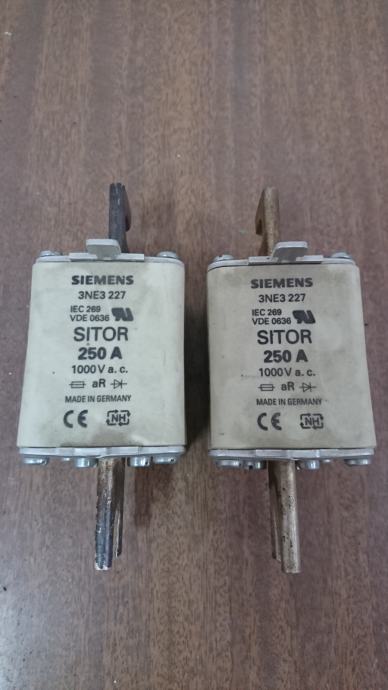 SIEMENS
3NE3 227
IEC 269
VDE 0636
SITOR
250 A
1000 V a. c.
aR
MADE IN GERMANY
CE NH
SIEMENS
3NE3 227
IEC 269
VDE 0636
SITOR
250 A
1000 V a. c.
aR
MADE IN GERMANY
CE NH